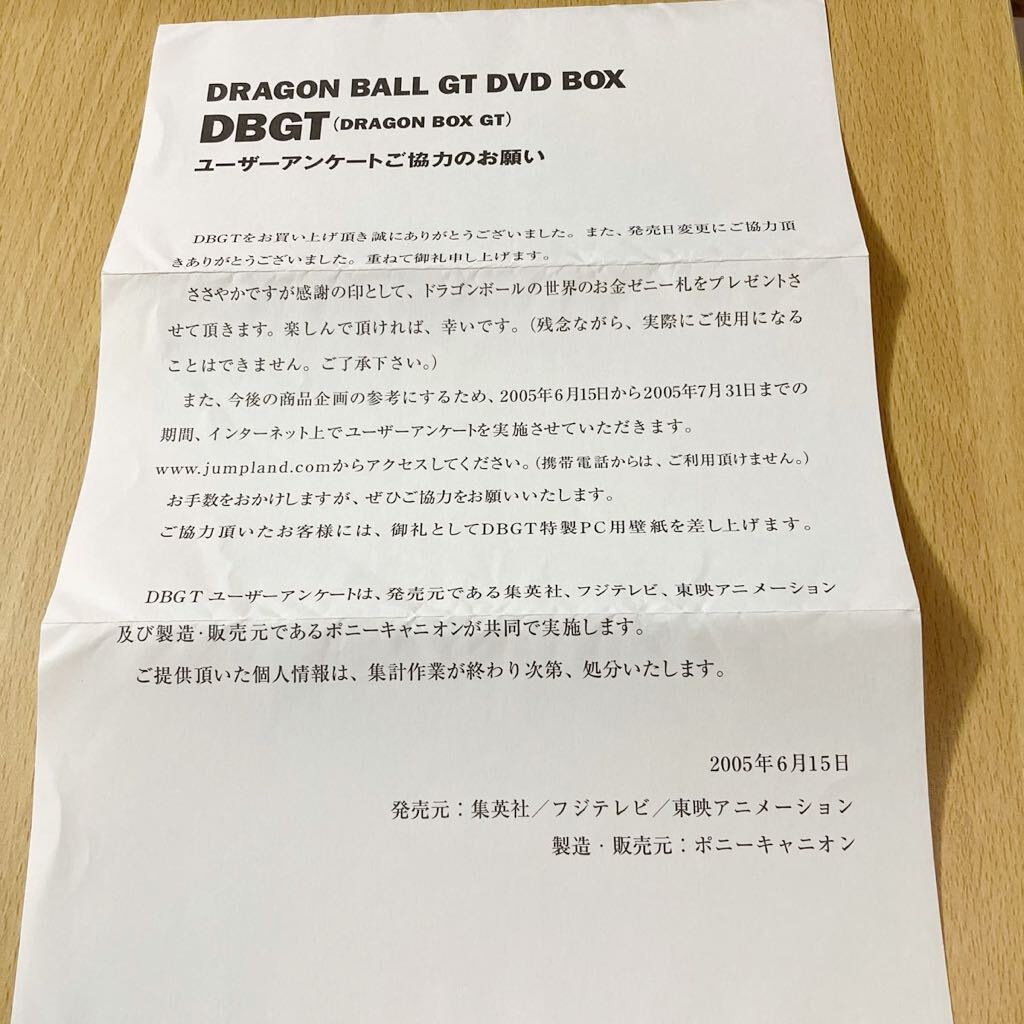 DRAGON BALL GT DVD BOX
DBGT(DRAGON BOX GT)
ユーザーアンケートご協力のお願い
DBGTをお買い上げ頂き誠にありがとうございました。また、発売日変更にご協力頂
きありがとうございました。重ねて御礼申し上げます。
ささやかですが感謝の印として、ドラゴンボールの世界のお金ゼニー札をプレゼントさ
せて頂きます。楽しんで頂ければ、幸いです。(残念ながら、実際にご使用になる
ことはできません。ご了承下さい。)
また、今後の商品企画の参考にするため、2005年6月15日から2005年7月31日までの
期間、インターネット上でユーザーアンケートを実施させていただきます。
www.jumpland.comからアクセスしてください。(携帯電話からは、ご利用頂けません。)
お手数をおかけしますが、ぜひご協力をお願いいたします。
ご協力頂いたお客様には、御礼としてDBGT特製PC用壁紙を差し上げます。
DBGT ユーザーアンケートは、発売元である集英社、フジテレビ、東映アニメーション
及び製造・販売元であるポニーキャニオンが共同で実施します。
ご提供頂いた個人情報は、集計作業が終わり次第、処分いたします。
2005年6月15日
発売元:集英社/フジテレビ/東映アニメーション
製造・販売元:ポニーキャニオン